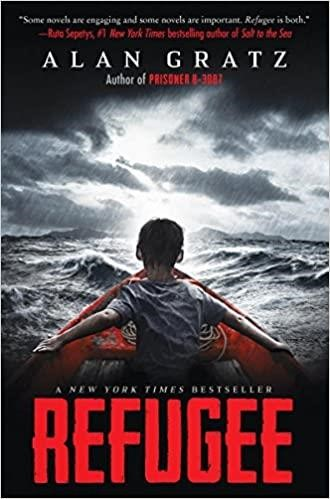 “Some novels are engaging and some novels are important. Refugee is both.”
—Ruta Sepetys, #1 New York Times bestselling author of Salt to the Sea
ALAN GRATZ
Author of PRISONER B-3087
A NEW YORK TIMES BESTSELLER
REFUGEE